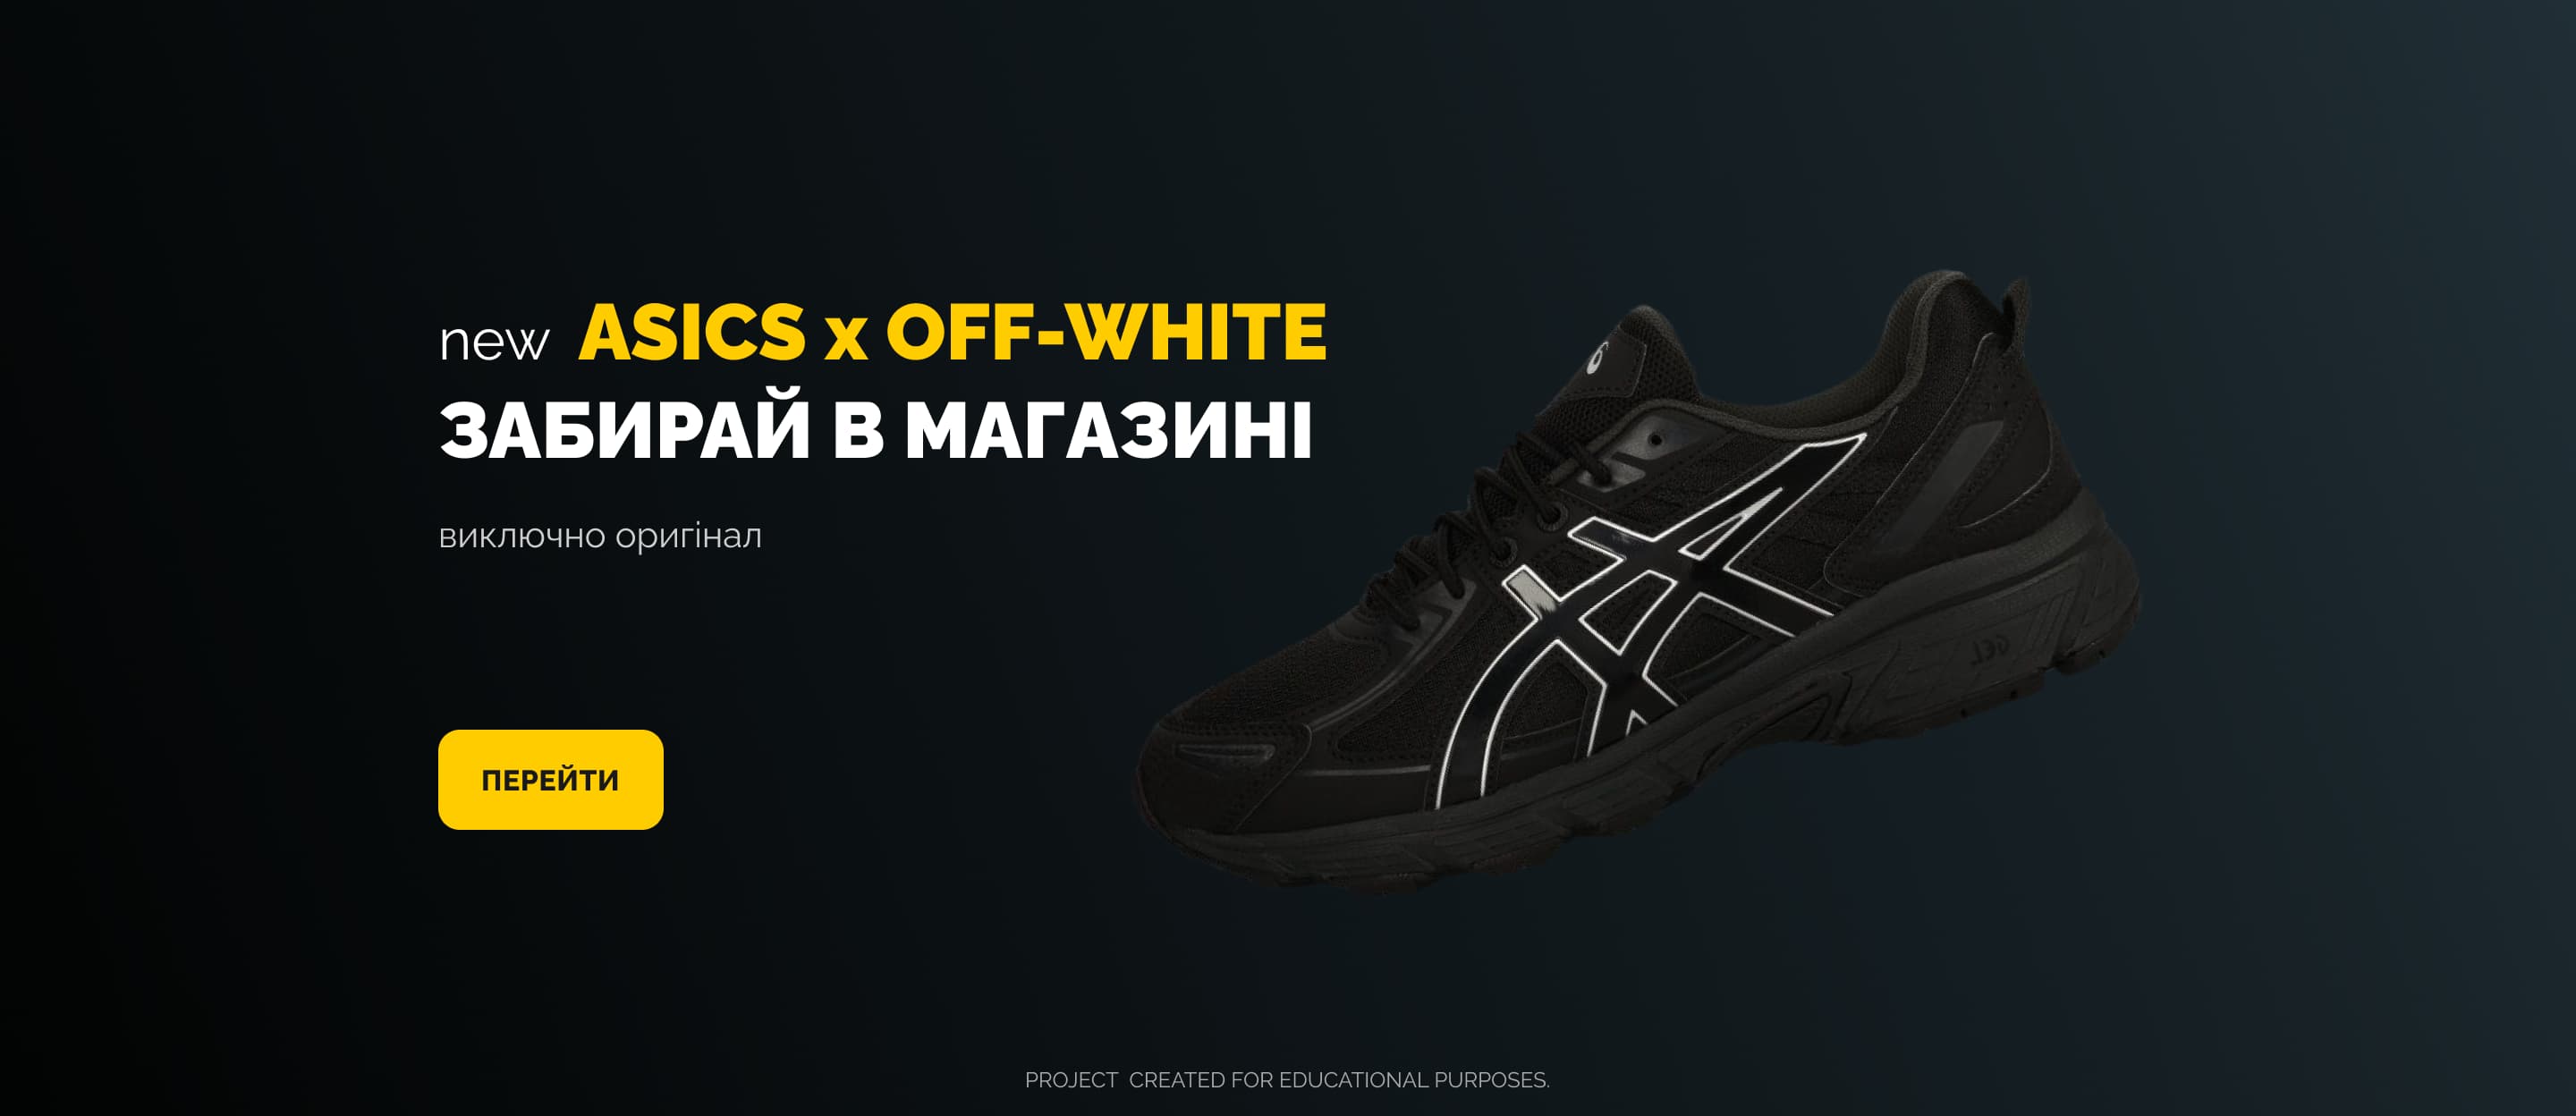 new ASICS x OFF-WHITE
ЗАБИРАЙ В МАГАЗИНІ
виключно оригінал
ПЕРЕЙТИ
PROJECT CREATED FOR EDUCATIONAL PURPOSES.